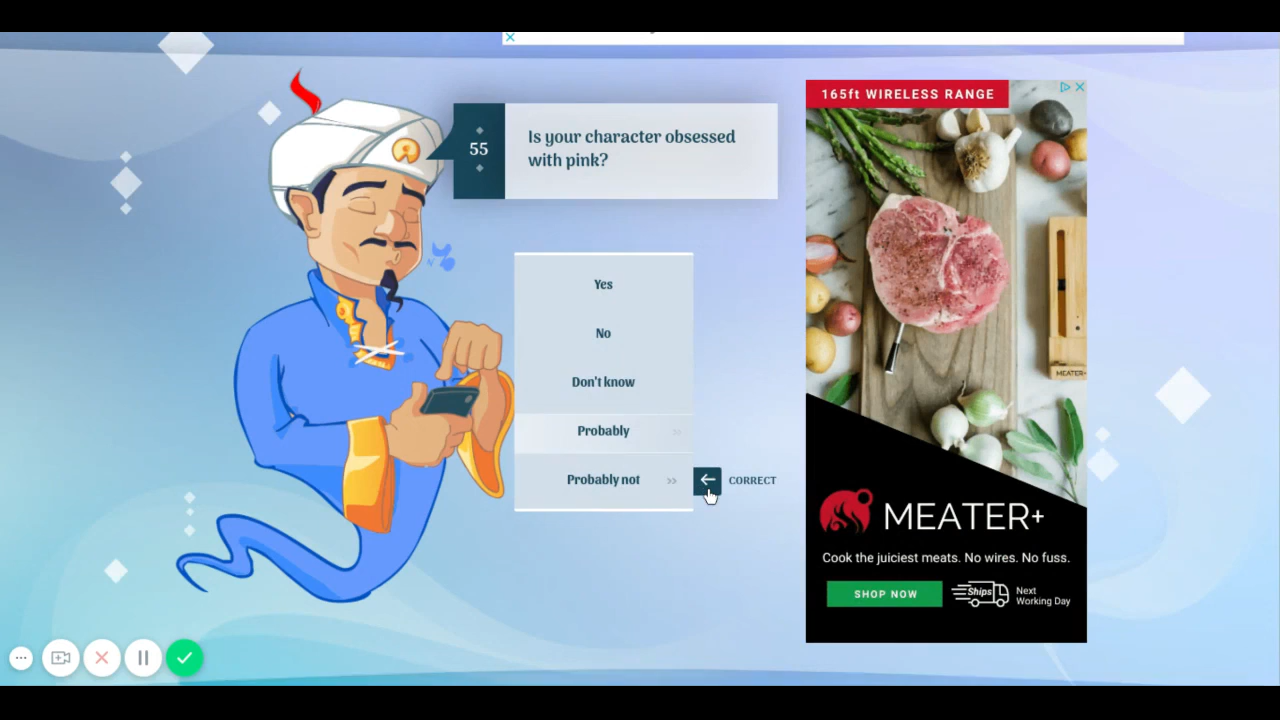 55
Is your character obsessed
with pink?
Yes
No
Don't know
Probably
Probably not
CORRECT
165ft WIRELESS RANGE
MEATER+
MEATER+
Cook the juiciest meats. No wires. No fuss.
SHOP NOW
Ships
Next
Working Day